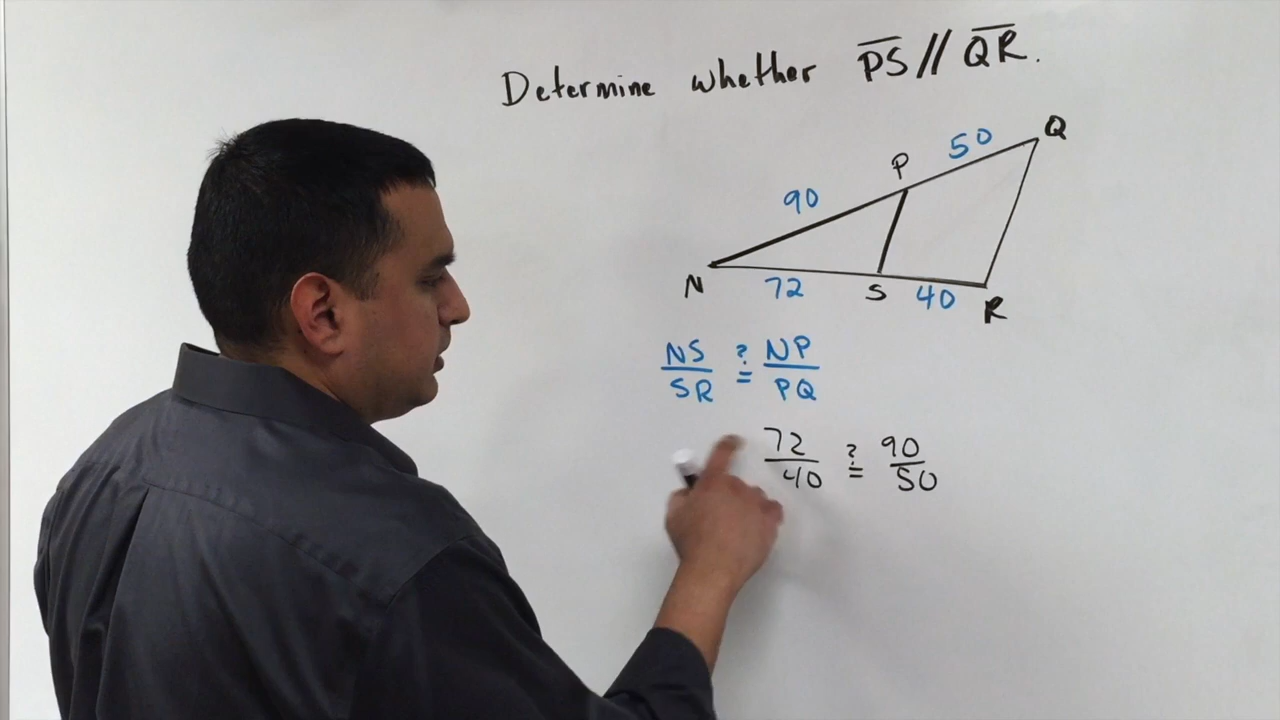 Determine whether PS // QR.
Q
50
P
90
N
72
S
40
R
NS/SR ?= NP/PQ
72/40 ?= 90/50